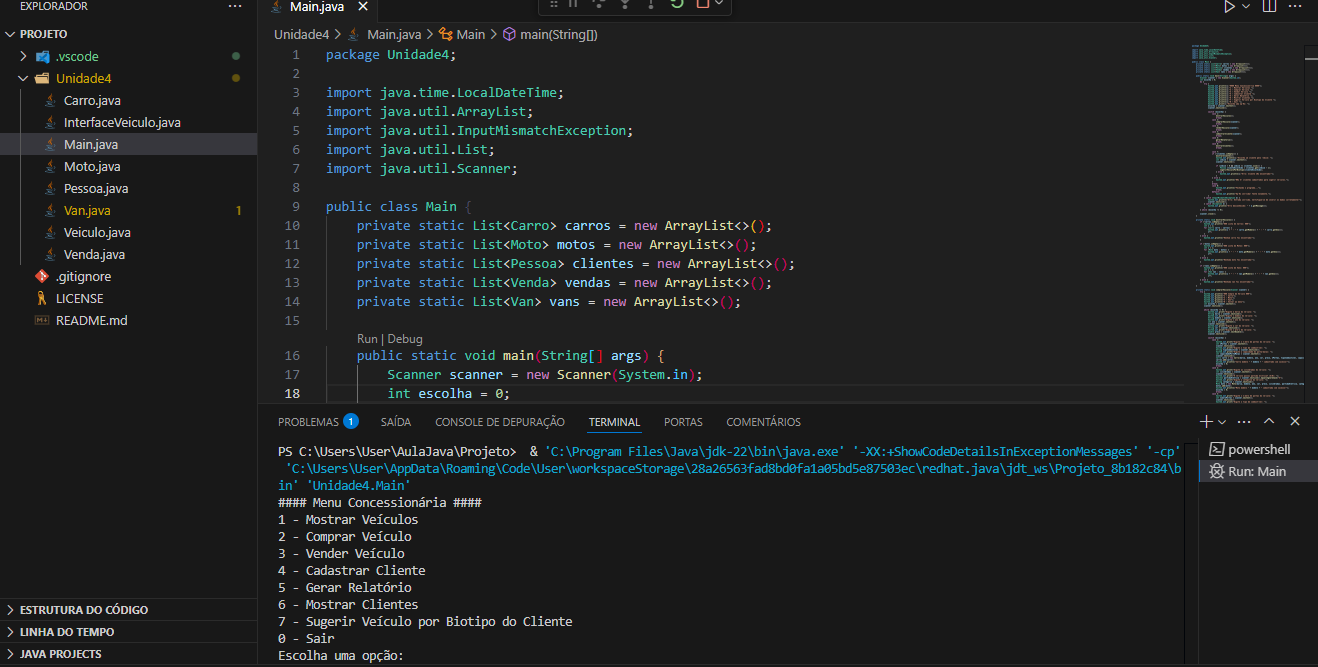 EXPLORADOR
···
PROJETO
.vscode
Unidade4
Carro.java
InterfaceVeiculo.java
Main.java
Moto.java
Pessoa.java
Van.java 1
Veiculo.java
Venda.java
.gitignore
LICENSE
README.md
ESTRUTURA DO CÓDIGO
LINHA DO TEMPO
JAVA PROJECTS
Main.java
Unidade4 > Main.java > Main > main(String[])
1 package Unidade4;
2
3 import java.time.LocalDateTime;
4 import java.util.ArrayList;
5 import java.util.InputMismatchException;
6 import java.util.List;
7 import java.util.Scanner;
8
9 public class Main {
10 private static List<Carro> carros = new ArrayList<>();
11 private static List<Moto> motos = new ArrayList<>();
12 private static List<Pessoa> clientes = new ArrayList<>();
13 private static List<Venda> vendas = new ArrayList<>();
14 private static List<Van> vans = new ArrayList<>();
15
Run | Debug
16 public static void main(String[] args) {
17 Scanner scanner = new Scanner(System.in);
18 int escolha = 0;
PROBLEMAS 1 SAÍDA CONSOLE DE DEPURAÇÃO TERMINAL PORTAS COMENTÁRIOS
PS C:\Users\User\AulaJava\Projeto> & 'C:\Program Files\Java\jdk-22\bin\java.exe' '-XX:+ShowCodeDetailsInExceptionMessages' '-cp'
'C:\Users\User\AppData\Roaming\Code\User\workspaceStorage\28a26563fad8bd0fa1a05bd5e87503ec\redhat.java\jdt_ws\Projeto_8b182c84\b
in' 'Unidade4.Main'
#### Menu Concessionária ####
1 - Mostrar Veículos
2 - Comprar Veículo
3 - Vender Veículo
4 - Cadastrar Cliente
5 - Gerar Relatório
6 - Mostrar Clientes
7 - Sugerir Veículo por Biotipo do Cliente
0 - Sair
Escolha uma opção:
powershell
Run: Main